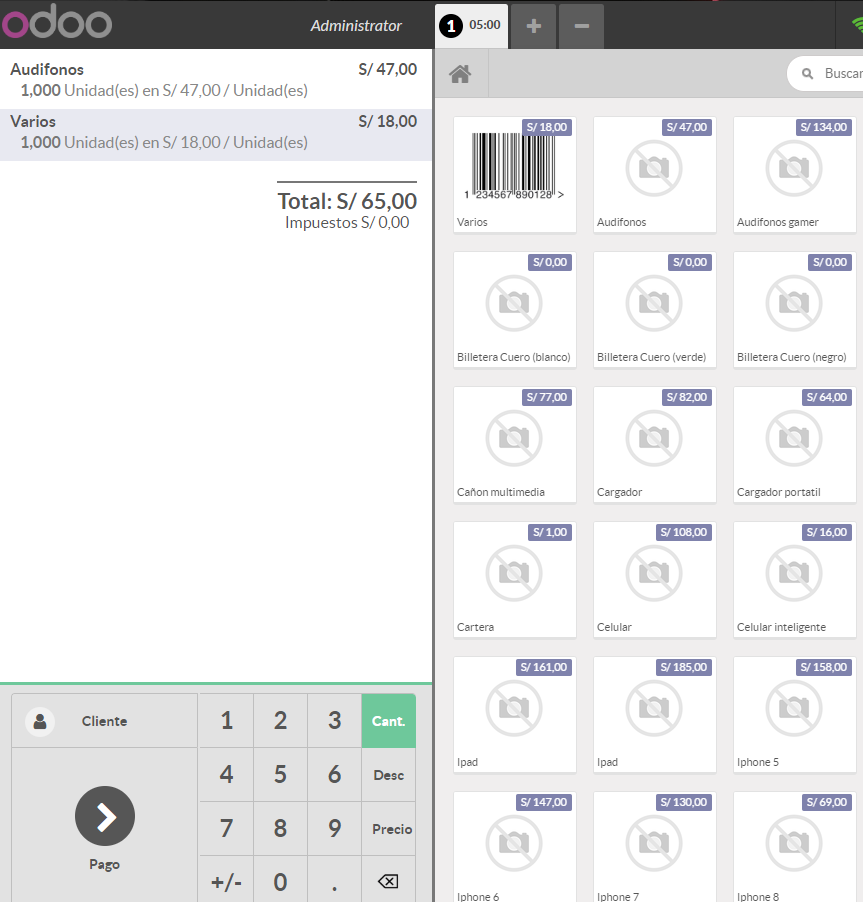 odoo
Administrator
1 05:00
+
−
Buscar
Audifonos S/ 47,00
1,000 Unidad(es) en S/ 47,00 / Unidad(es)
Varios S/ 18,00
1,000 Unidad(es) en S/ 18,00 / Unidad(es)
Total: S/ 65,00
Impuestos S/ 0,00
Cliente
Pago
1 2 3 Cant.
4 5 6 Desc
7 8 9 Precio
+/- 0 .
S/ 18,00
1 234567 890128 >
Varios
S/ 47,00
Audifonos
S/ 134,00
Audifonos gamer
S/ 0,00
Billetera Cuero (blanco)
S/ 0,00
Billetera Cuero (verde)
S/ 0,00
Billetera Cuero (negro)
S/ 77,00
Cañon multimedia
S/ 82,00
Cargador
S/ 64,00
Cargador portatil
S/ 1,00
Cartera
S/ 108,00
Celular
S/ 16,00
Celular inteligente
S/ 161,00
Ipad
S/ 185,00
Ipad
S/ 158,00
Iphone 5
S/ 147,00
Iphone 6
S/ 130,00
Iphone 7
S/ 69,00
Iphone 8